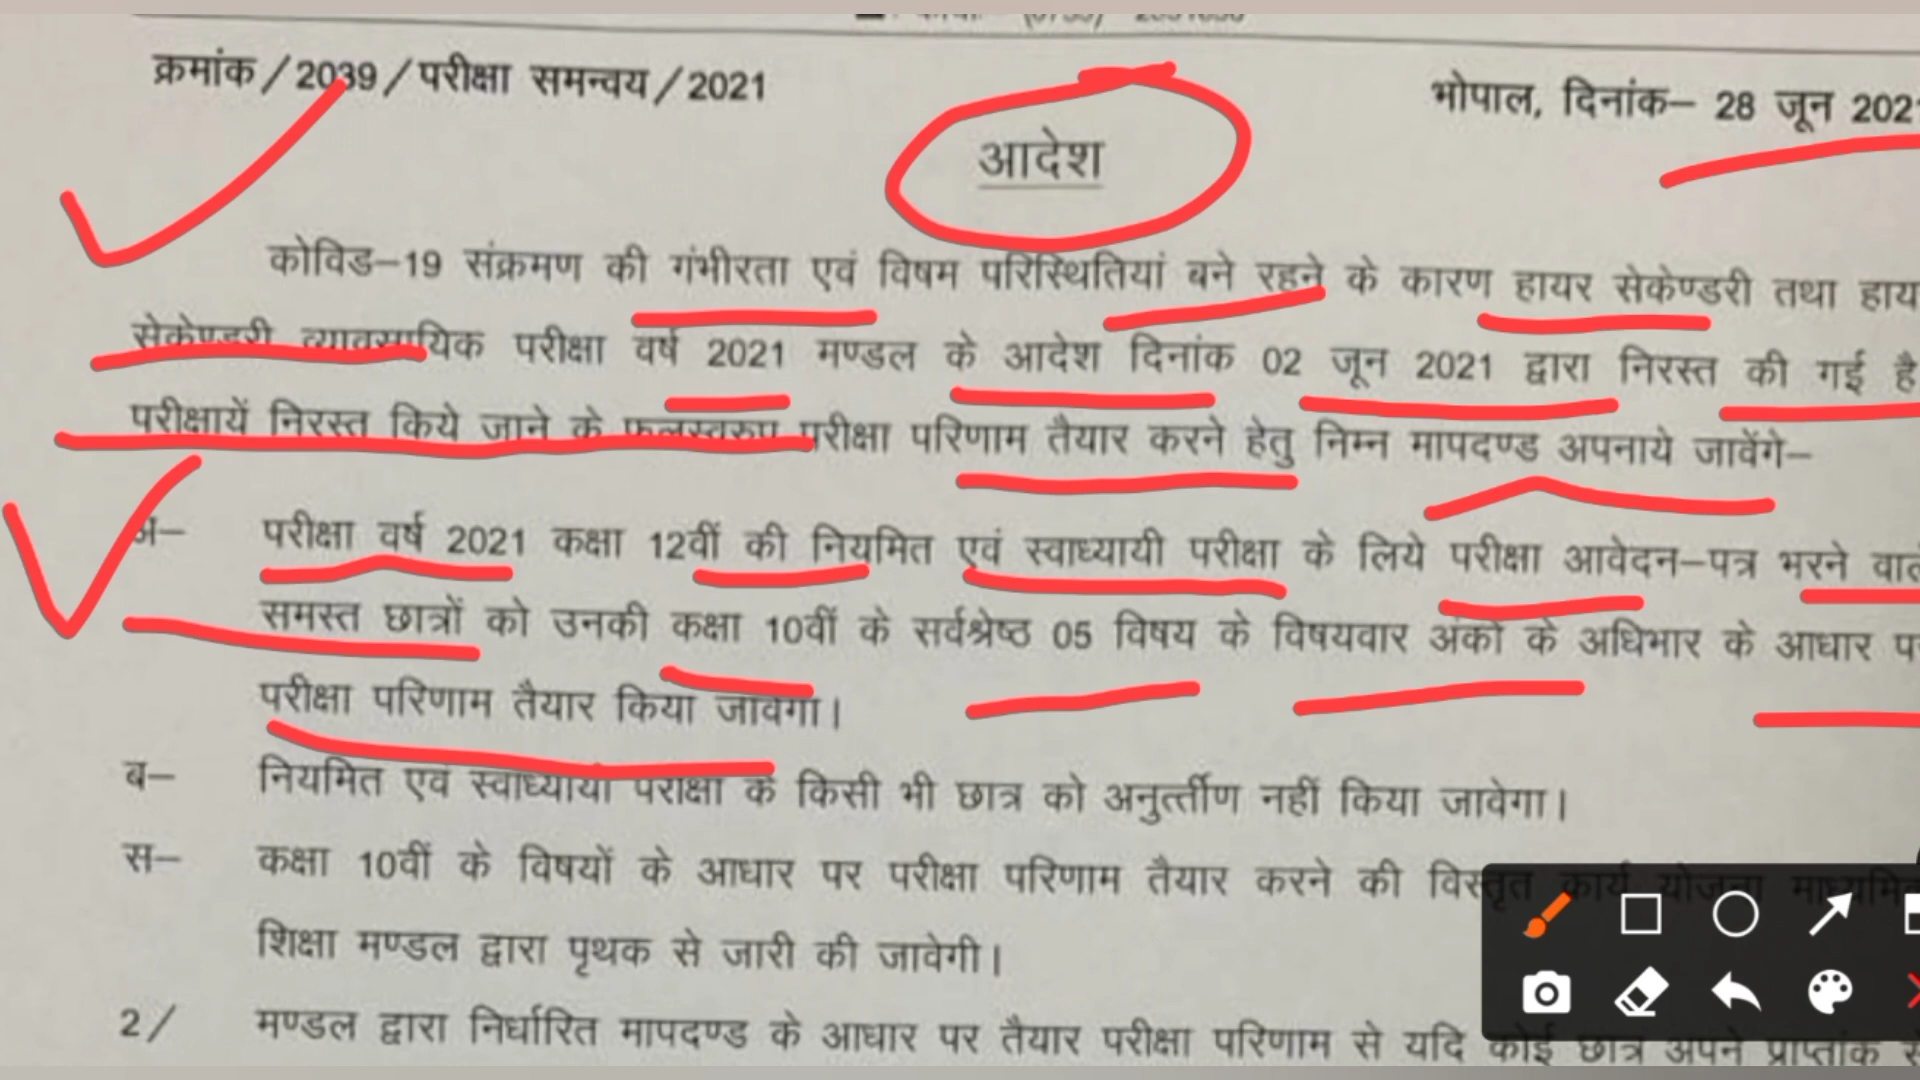 क्रमांक/2039/परीक्षा समन्वय/2021
भोपाल, दिनांक– 28 जून 2021
आदेश
कोविड–19 संक्रमण की गंभीरता एवं विषम परिस्थितियां बने रहने के कारण हायर सेकेण्डरी तथा हाय
सेकेण्डरी व्यावसायिक परीक्षा वर्ष 2021 मण्डल के आदेश दिनांक 02 जून 2021 द्वारा निरस्त की गई है
परीक्षायें निरस्त किये जाने के फलस्वरुप परीक्षा परिणाम तैयार करने हेतु निम्न मापदण्ड अपनाये जावेंगे–
अ– परीक्षा वर्ष 2021 कक्षा 12वीं की नियमित एवं स्वाध्यायी परीक्षा के लिये परीक्षा आवेदन–पत्र भरने वाले
समस्त छात्रों को उनकी कक्षा 10वीं के सर्वश्रेष्ठ 05 विषय के विषयवार अंकों के अधिभार के आधार पर
परीक्षा परिणाम तैयार किया जावेगा।
ब– नियमित एवं स्वाध्यायी परीक्षा के किसी भी छात्र को अनुर्त्तीण नहीं किया जावेगा।
स– कक्षा 10वीं के विषयों के आधार पर परीक्षा परिणाम तैयार करने की विस्तृत कार्य योजना माध्यमि
शिक्षा मण्डल द्वारा पृथक से जारी की जावेगी।
2/ मण्डल द्वारा निर्धारित मापदण्ड के आधार पर तैयार परीक्षा परिणाम से यदि कोई छात्र अपने प्राप्तांक से